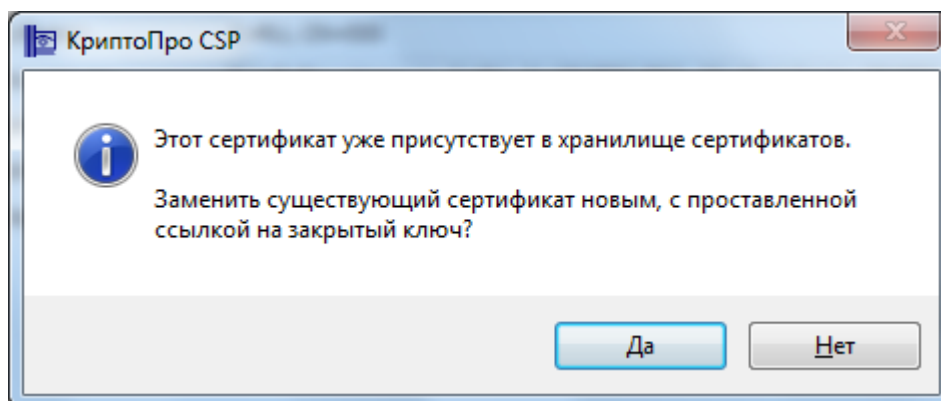 КриптоПро CSP
Этот сертификат уже присутствует в хранилище сертификатов.
Заменить существующий сертификат новым, с проставленной
ссылкой на закрытый ключ?
Да
Нет